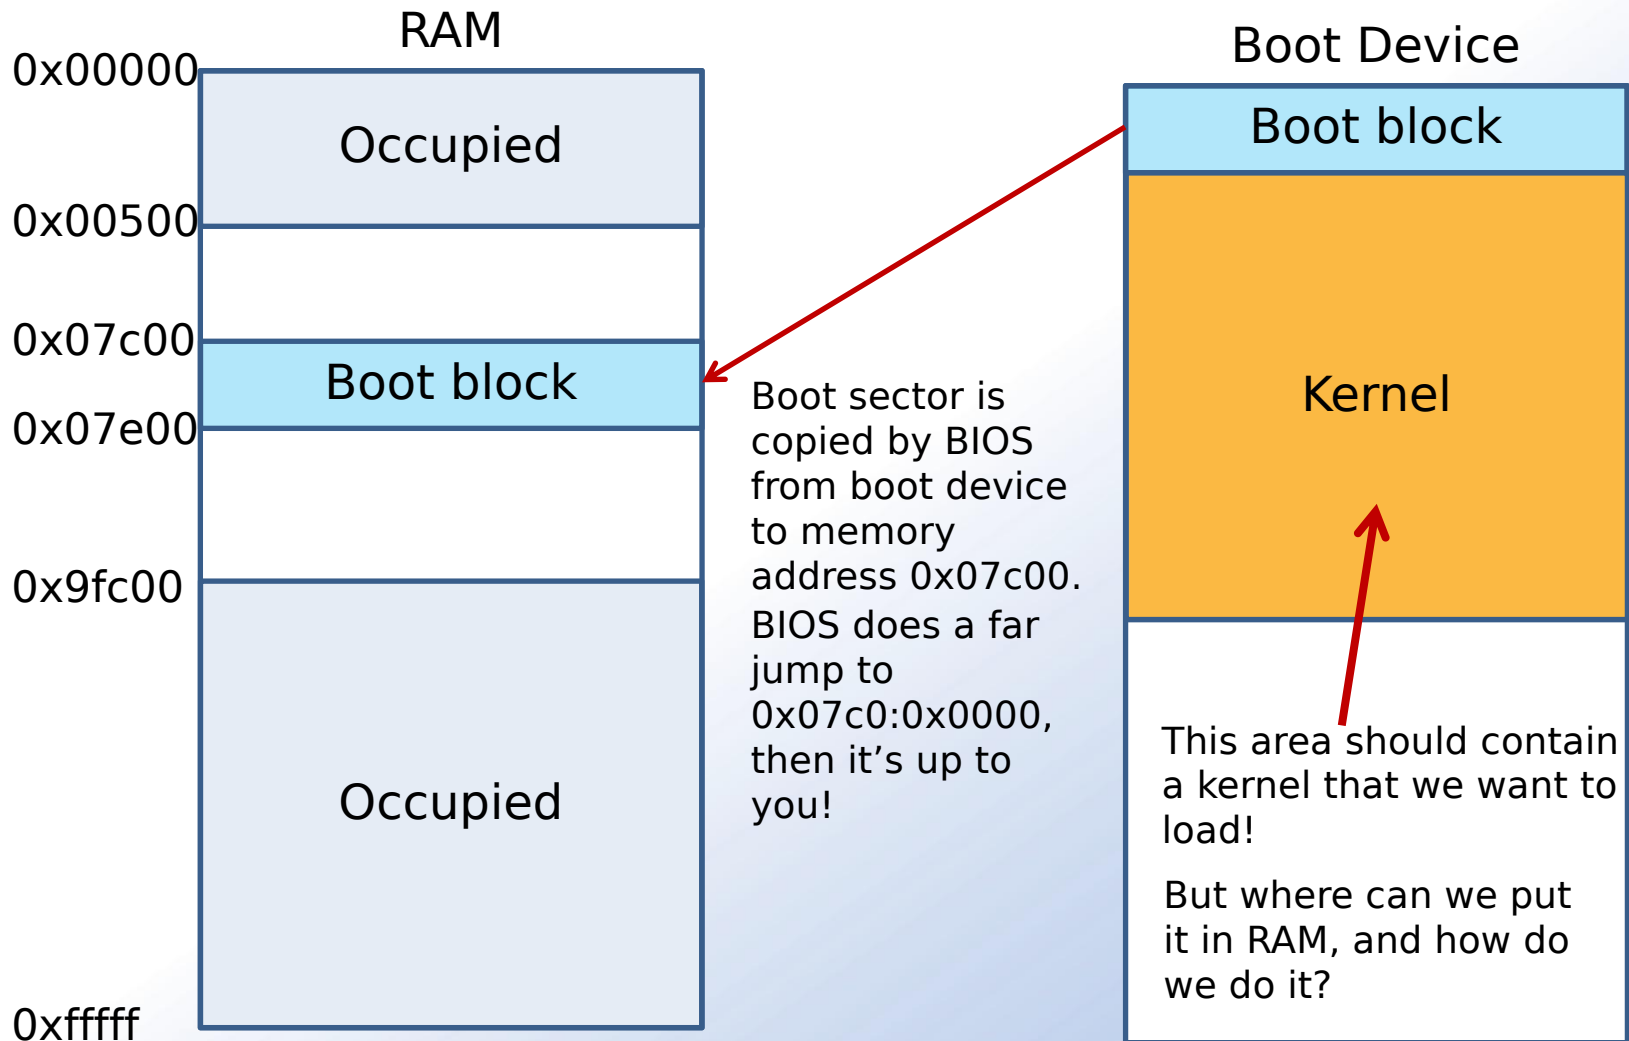 RAM
0x00000
Occupied
0x00500
0x07c00
Boot block
0x07e00
0x9fc00
Occupied
0xfffff
Boot sector is
copied by BIOS
from boot device
to memory
address 0x07c00.
BIOS does a far
jump to
0x07c0:0x0000,
then it’s up to
you!
Boot Device
Boot block
Kernel
This area should contain
a kernel that we want to
load!
But where can we put
it in RAM, and how do
we do it?